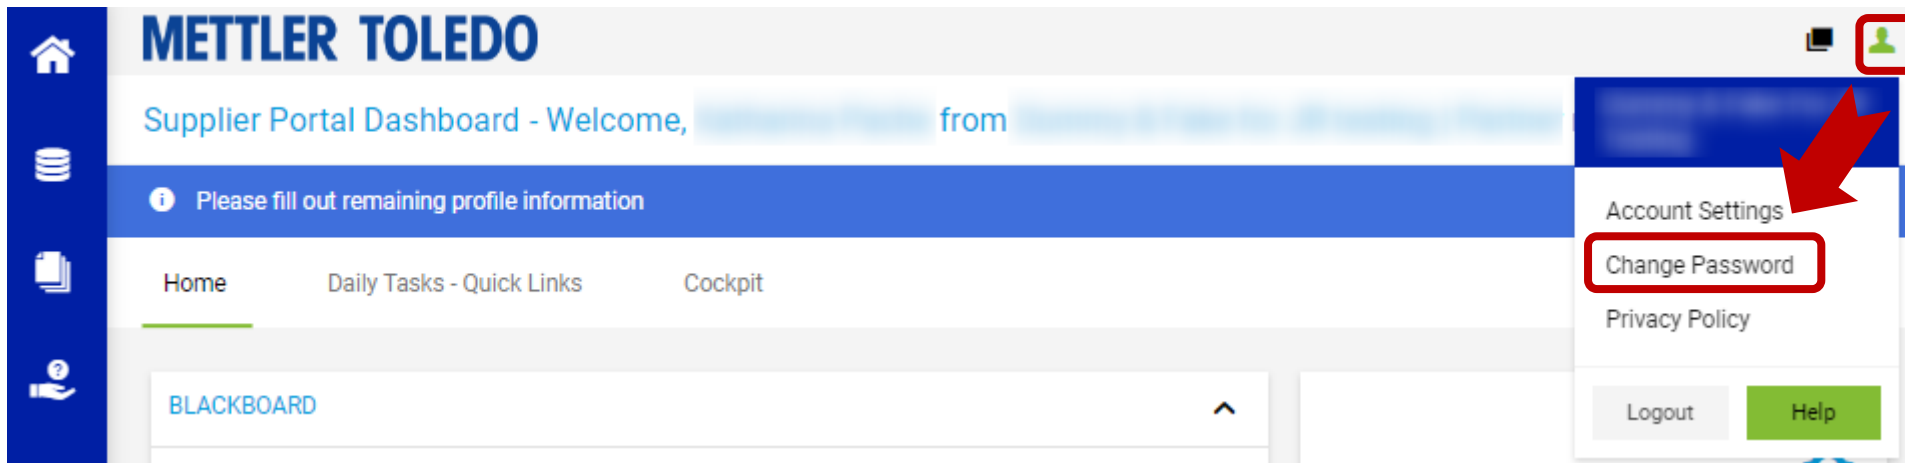 METTLER TOLEDO
Supplier Portal Dashboard - Welcome, from
Please fill out remaining profile information
Home Daily Tasks - Quick Links Cockpit
BLACKBOARD
Account Settings
Change Password
Privacy Policy
Logout Help